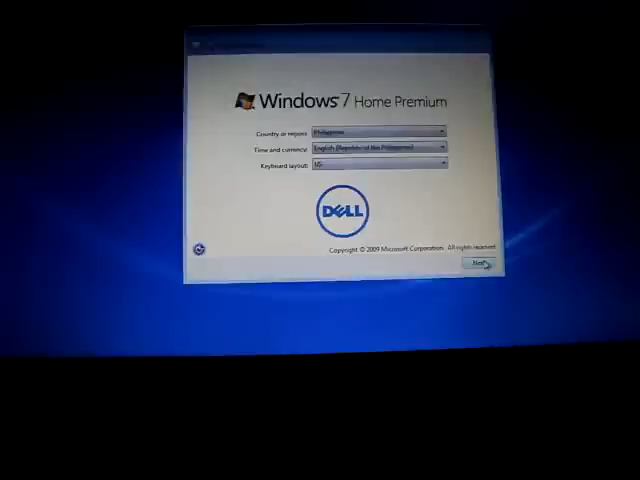 Windows 7 Home Premium
Country or region: Philippines
Time and currency: English (Republic of the Philippines)
Keyboard layout: US
DELL
Copyright © 2009 Microsoft Corporation. All rights reserved.
Next